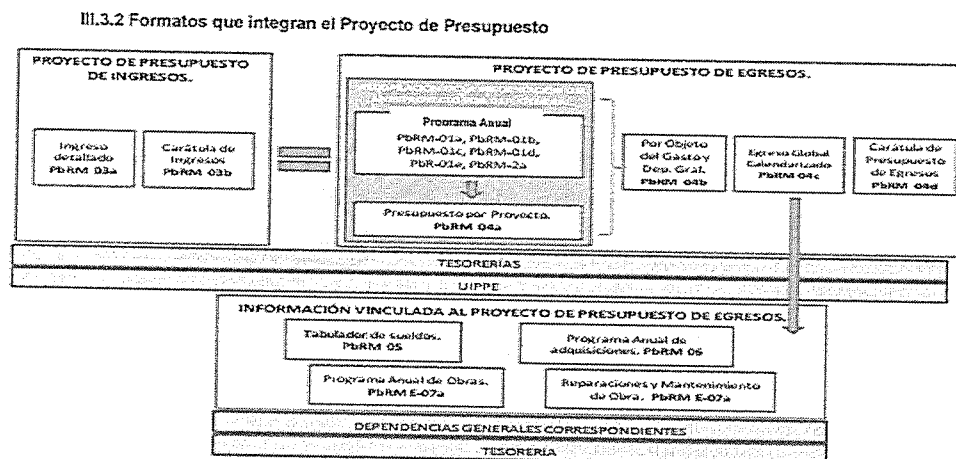 III.3.2 Formatos que integran el Proyecto de Presupuesto
PROYECTO DE PRESUPUESTO
DE INGRESOS.
Ingreso
detallado
PbRM 03a
Carátula de
Ingresos
PbRM 03b
PROYECTO DE PRESUPUESTO DE EGRESOS.
Programa Anual
PbRM-01a, PbRM-01b,
PbRM-01c, PbRM-01d,
PbR-01e, PbRM-2a
Presupuesto por Proyecto.
PbRM 04a
Por Objeto
del Gasto y
Dep. Gral.
PbRM 04b
Egreso Global
Calendarizado
PbRM 04c
Carátula de
Presupuesto
de Egresos
PbRM 04d
TESORERÍAS
UIPPE
INFORMACIÓN VINCULADA AL PROYECTO DE PRESUPUESTO DE EGRESOS.
Tabulador de sueldos.
PbRM 05
Programa Anual de
adquisiciones. PbRM 06
Programa Anual de Obras.
PbRM E-07a
Reparaciones y Mantenimiento
de Obra. PbRM E-07a
DEPENDENCIAS GENERALES CORRESPONDIENTES
TESORERÍA